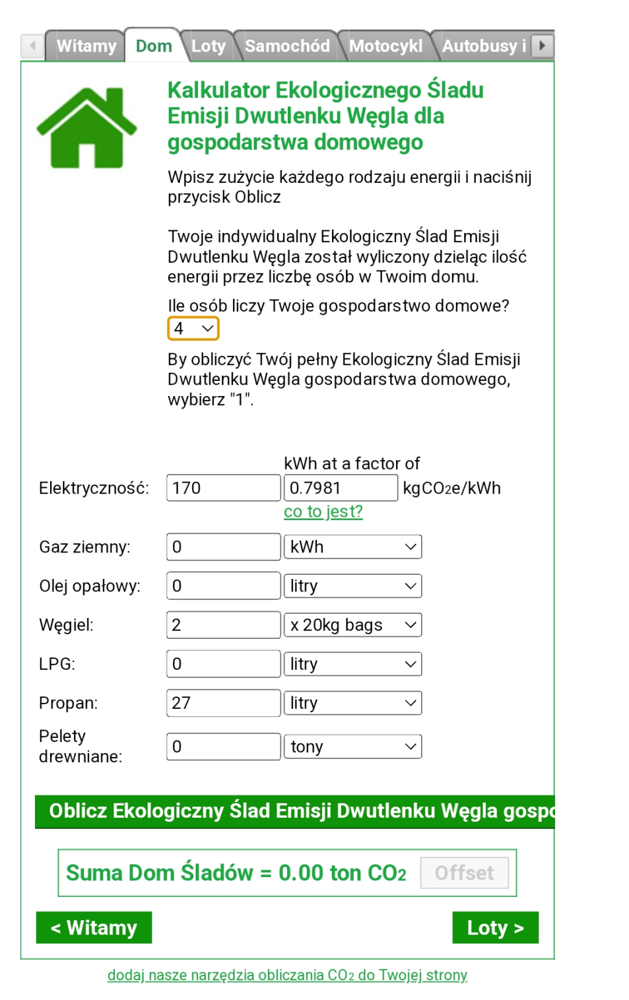 Witamy Dom Loty Samochód Motocykl Autobusy i
Kalkulator Ekologicznego Śladu
Emisji Dwutlenku Węgla dla
gospodarstwa domowego
Wpisz zużycie każdego rodzaju energii i naciśnij
przycisk Oblicz
Twoje indywidualny Ekologiczny Ślad Emisji
Dwutlenku Węgla został wyliczony dzieląc ilość
energii przez liczbę osób w Twoim domu.
Ile osób liczy Twoje gospodarstwo domowe?
4
By obliczyć Twój pełny Ekologiczny Ślad Emisji
Dwutlenku Węgla gospodarstwa domowego,
wybierz "1".
kWh at a factor of
Elektryczność: 170 0.7981 kgCO2e/kWh
co to jest?
Gaz ziemny: 0 kWh
Olej opałowy: 0 litry
Węgiel: 2 x 20kg bags
LPG: 0 litry
Propan: 27 litry
Pelety
drewniane: 0 tony
Oblicz Ekologiczny Ślad Emisji Dwutlenku Węgla gospo
Suma Dom Śladów = 0.00 ton CO2 Offset
< Witamy Loty >
dodaj nasze narzędzia obliczania CO2 do Twojej strony